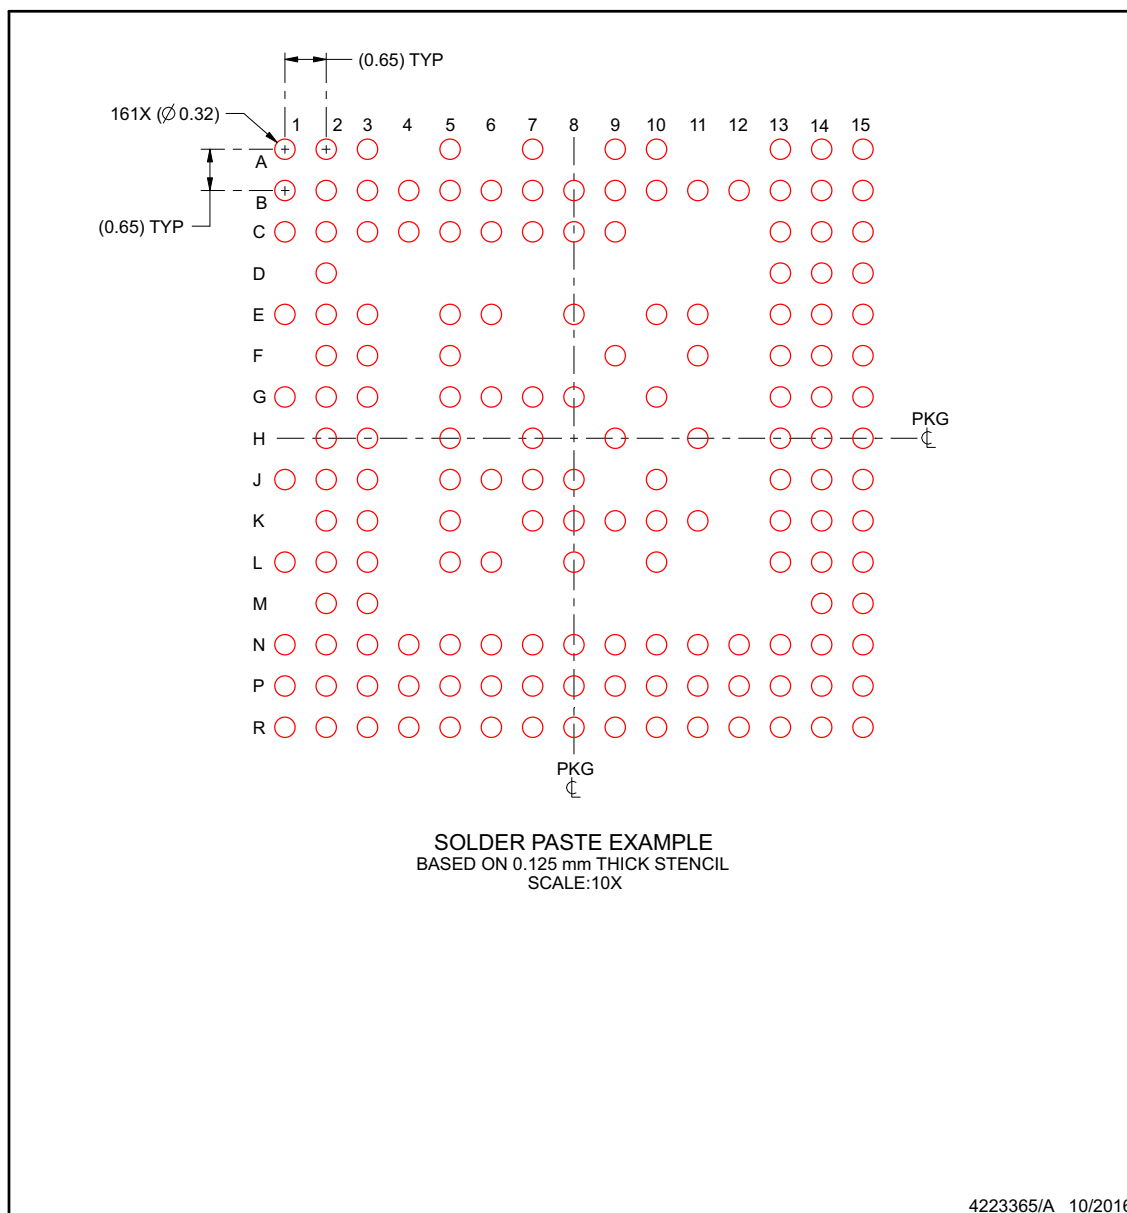 (0.65) TYP
161X (∅ 0.32)
1 2 3 4 5 6 7 8 9 10 11 12 13 14 15
A
B
(0.65) TYP
C
D
E
F
G
PKG
H
J
K
L
M
N
P
R
PKG
SOLDER PASTE EXAMPLE
BASED ON 0.125 mm THICK STENCIL
SCALE:10X
4223365/A 10/2016